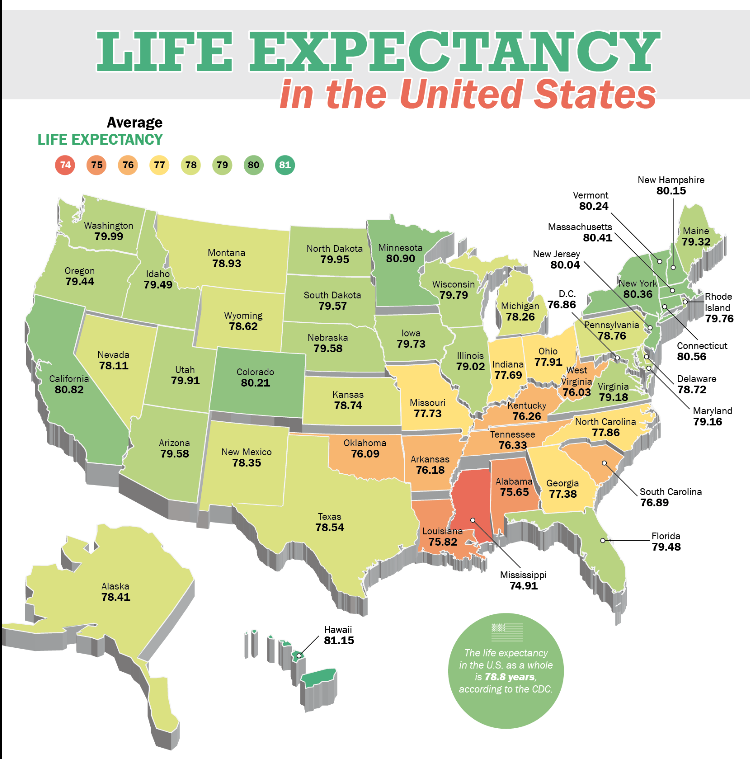 LIFE EXPECTANCY
in the United States
Average
LIFE EXPECTANCY
74 75 76 77 78 79 80 81
Washington
79.99
Oregon
79.44
Idaho
79.49
Montana
78.93
Wyoming
78.62
North Dakota
79.95
South Dakota
79.58
Nebraska
79.58
Minnesota
80.90
Wisconsin
79.79
Michigan
78.26
Iowa
79.73
Illinois
79.02
Indiana
77.69
Ohio
77.91
Pennsylvania
78.76
New York
80.36
Vermont
80.24
New Hampshire
80.15
Massachusetts
80.41
New Jersey
80.04
D.C.
76.86
Maine
79.32
Rhode
Island
79.76
Connecticut
80.56
Delaware
78.72
Maryland
79.16
California
80.82
Nevada
78.11
Utah
79.91
Colorado
80.21
Kansas
78.74
Missouri
77.73
West
Virginia
76.03
Virginia
79.18
Kentucky
76.26
Tennessee
76.33
North Carolina
77.86
South Carolina
76.89
Arizona
79.58
New Mexico
78.35
Oklahoma
76.09
Arkansas
76.18
Texas
78.54
Louisiana
75.82
Mississippi
74.91
Alabama
75.65
Georgia
77.38
Florida
79.48
Alaska
78.41
Hawaii
81.15
The life expectancy
in the U.S. as a whole
is 78.8 years,
according to the CDC.